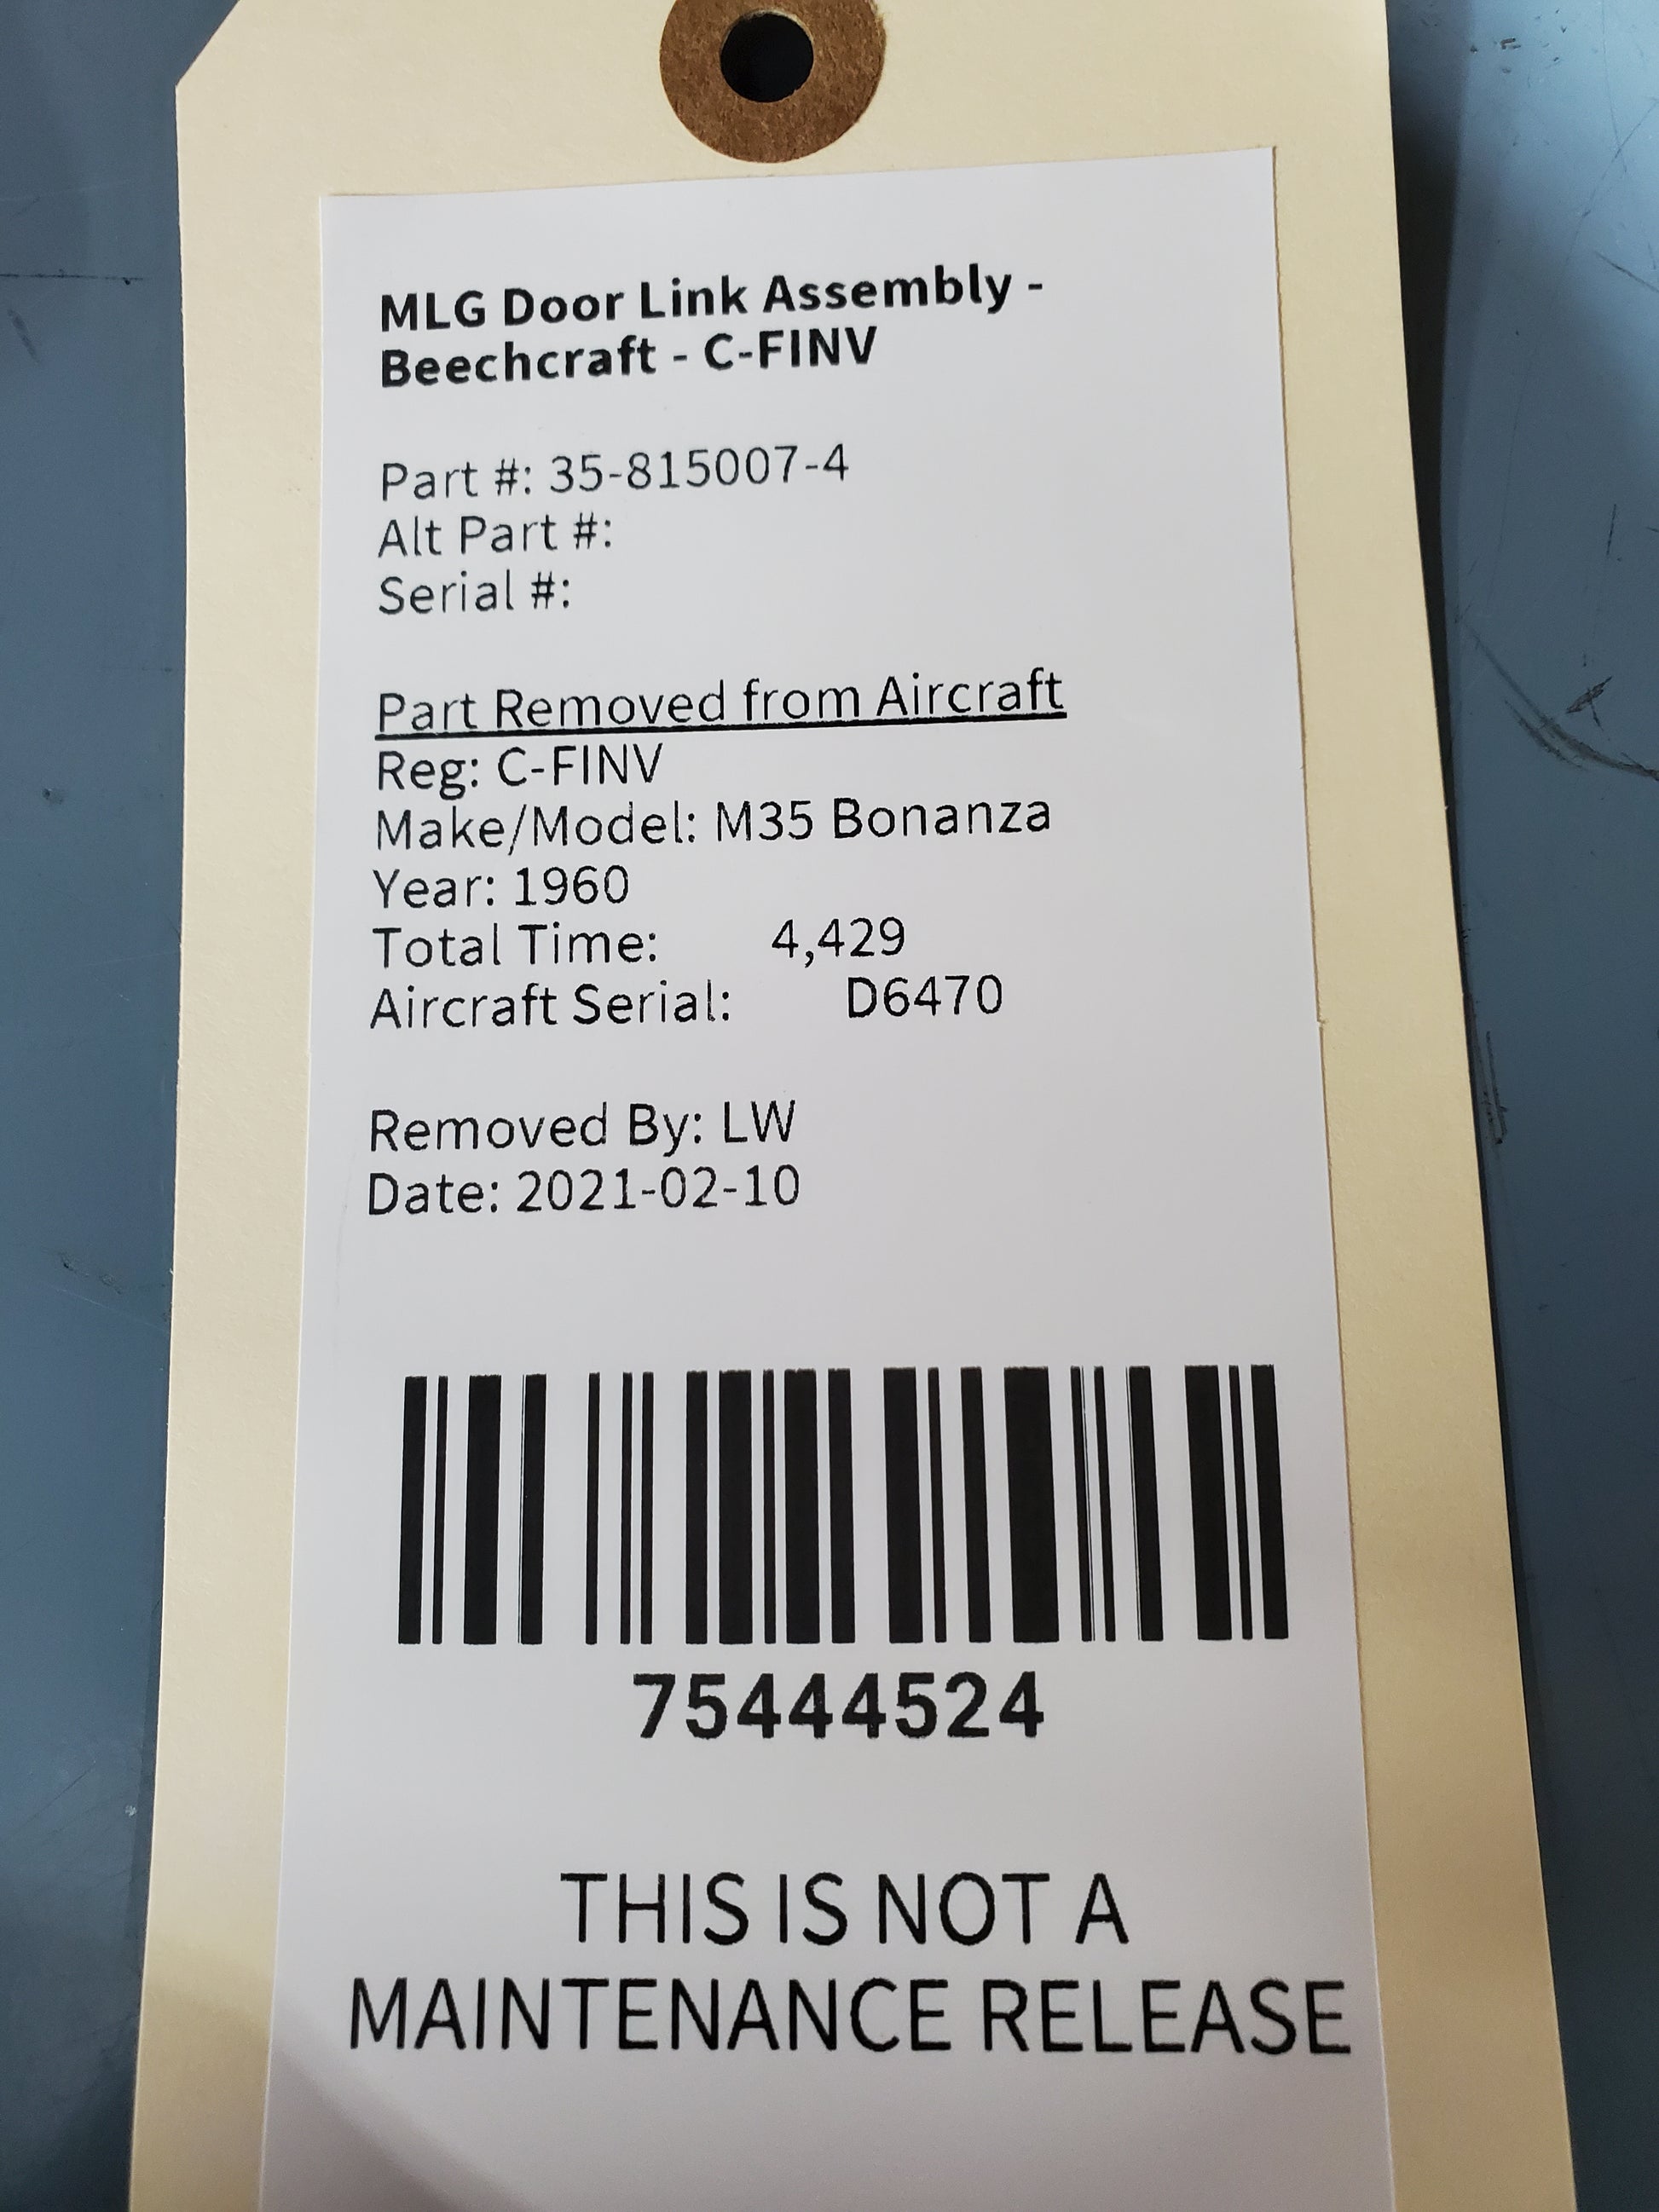 MLG Door Link Assembly -
Beechcraft - C-FINV
Part #: 35-815007-4
Alt Part #:
Serial #:
Part Removed from Aircraft
Reg: C-FINV
Make/Model: M35 Bonanza
Year: 1960
Total Time: 4,429
Aircraft Serial: D6470
Removed By: LW
Date: 2021-02-10
75444524
THIS IS NOT A
MAINTENANCE RELEASE